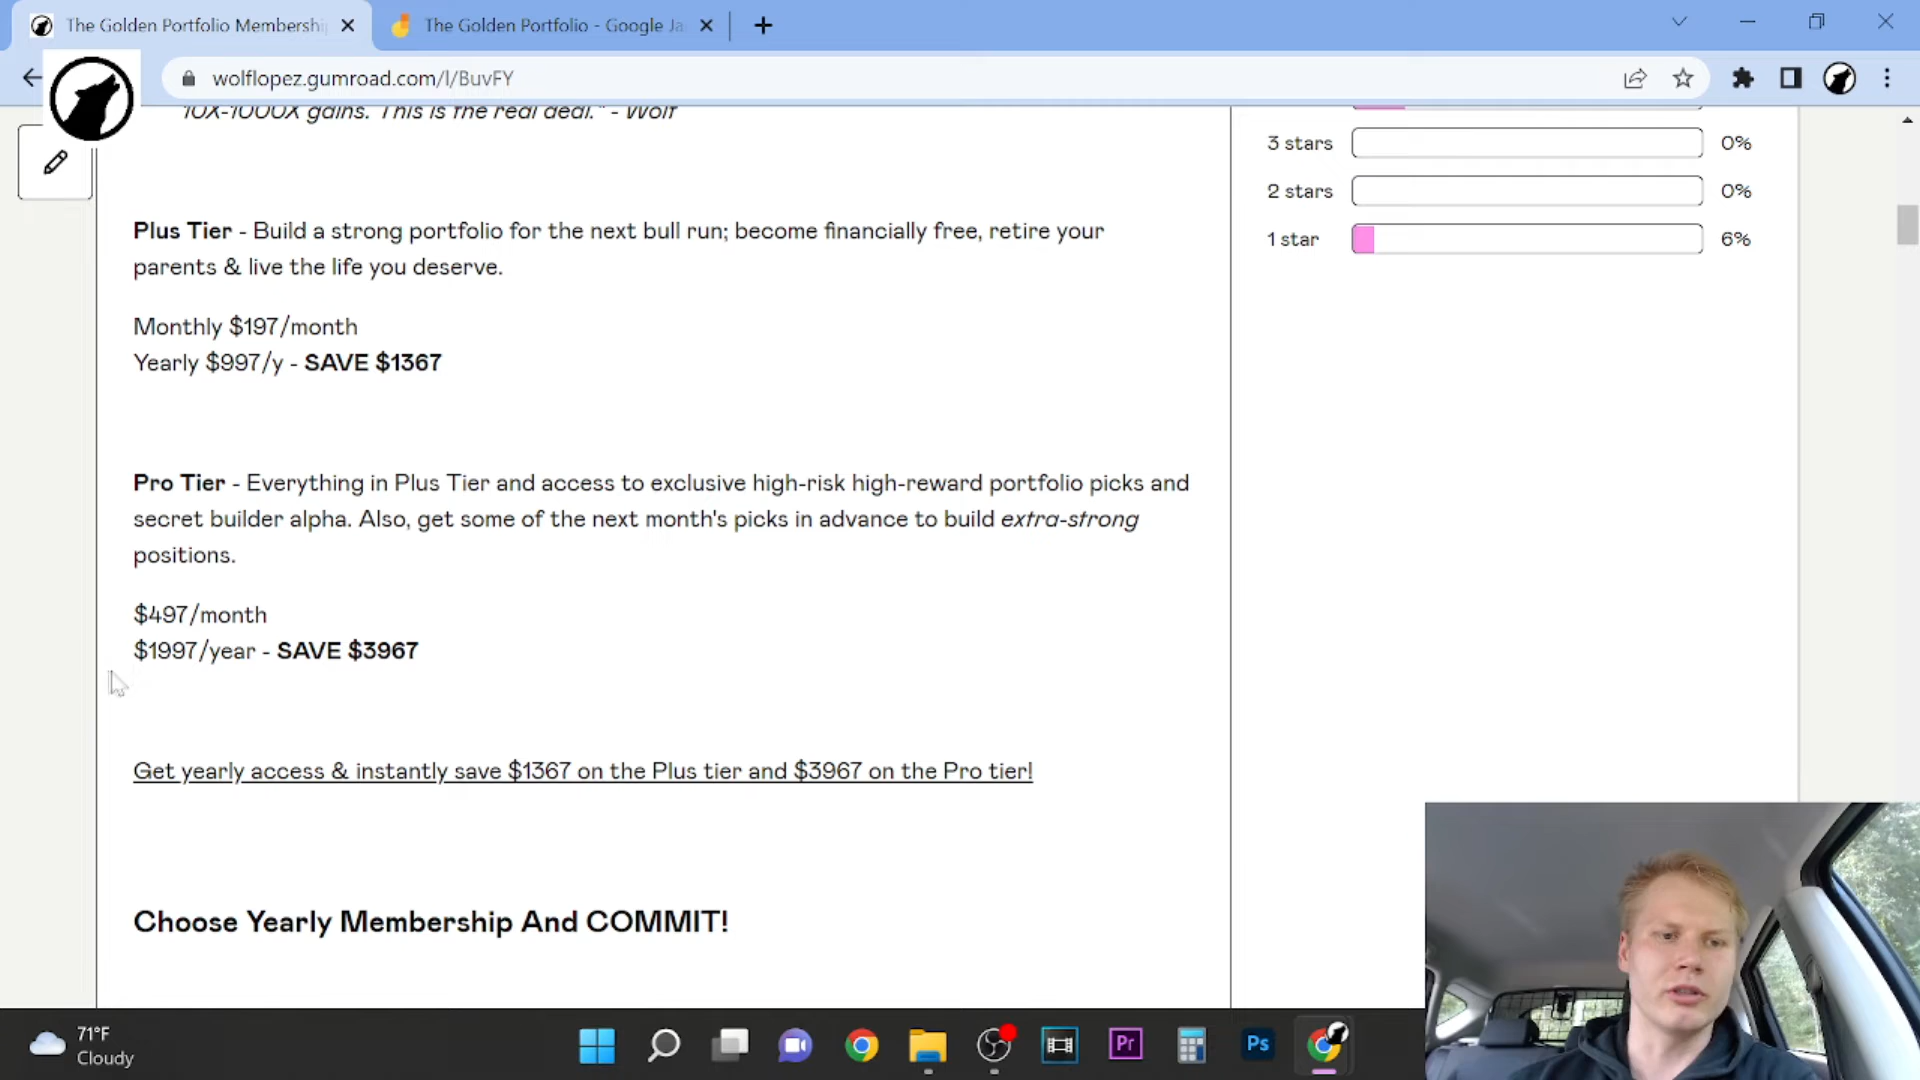 The Golden Portfolio Membershi
The Golden Portfolio - Google Ja
wolflopez.gumroad.com/l/BuvFY
10X-1000X gains. This is the real deal." - Wolf
3 stars 0%
2 stars 0%
1 star 6%
Plus Tier - Build a strong portfolio for the next bull run; become financially free, retire your
parents & live the life you deserve.
Monthly $197/month
Yearly $997/y - SAVE $1367
Pro Tier - Everything in Plus Tier and access to exclusive high-risk high-reward portfolio picks and
secret builder alpha. Also, get some of the next month's picks in advance to build extra-strong
positions.
$497/month
$1997/year - SAVE $3967
Get yearly access & instantly save $1367 on the Plus tier and $3967 on the Pro tier!
Choose Yearly Membership And COMMIT!
71°F
Cloudy
Pr
Ps